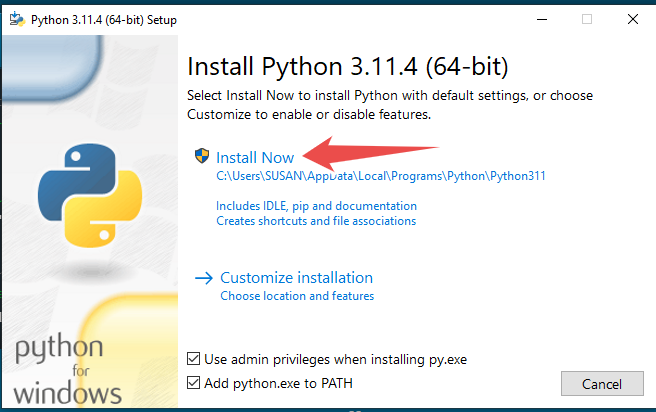 Python 3.11.4 (64-bit) Setup
Install Python 3.11.4 (64-bit)
Select Install Now to install Python with default settings, or choose
Customize to enable or disable features.
Install Now
C:\Users\SUSAN\AppData\Local\Programs\Python\Python311
Includes IDLE, pip and documentation
Creates shortcuts and file associations
Customize installation
Choose location and features
python
for
windows
Use admin privileges when installing py.exe
Add python.exe to PATH
Cancel